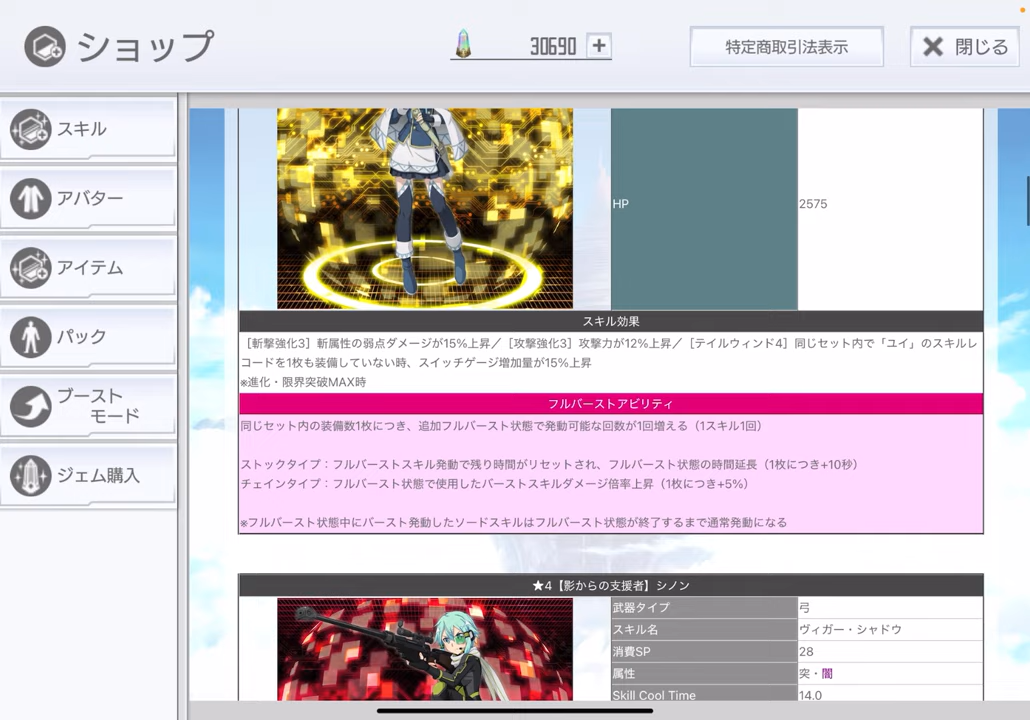 ショップ
30690
特定商取引法表示
閉じる
スキル
アバター
アイテム
パック
ブースト
モード
ジェム購入
HP
2575
スキル効果
［斬撃強化3］斬属性の弱点ダメージが15%上昇／［攻撃強化3］攻撃力が12%上昇／［テイルウィンド4］同じセット内で「ユイ」のスキルレ
コードを1枚も装備していない時、スイッチゲージ増加量が15%上昇
※進化・限界突破MAX時
フルバーストアビリティ
同じセット内の装備数1枚につき、追加フルバースト状態で発動可能な回数が1回増える（1スキル1回）
ストックタイプ：フルバーストスキル発動で残り時間がリセットされ、フルバースト状態の時間延長（1枚につき+10秒）
チェインタイプ：フルバースト状態で使用したバーストスキルダメージ倍率上昇（1枚につき+5%）
※フルバースト状態中にバースト発動したソードスキルはフルバースト状態が終了するまで通常発動になる
★4【影からの支援者】シノン
武器タイプ
弓
スキル名
ヴィガー・シャドウ
消費SP
28
属性
突・闇
Skill Cool Time
14.0